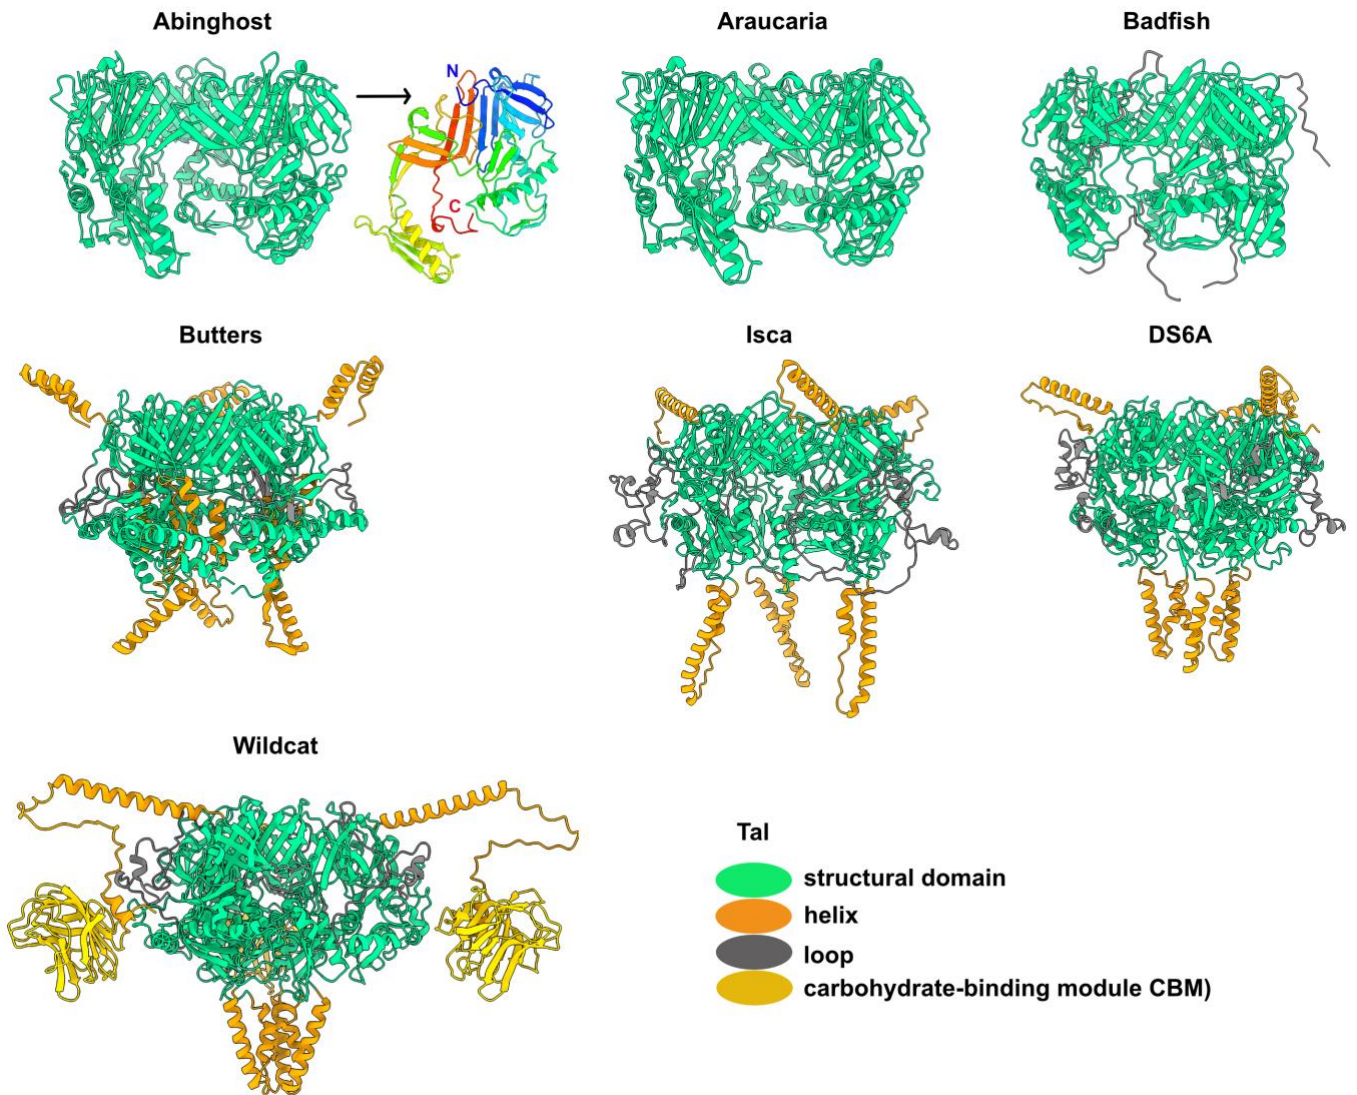 Abinghost
Araucaria
Badfish
N
C
Butters
Isca
DS6A
Wildcat
Tal
structural domain
helix
loop
carbohydrate-binding module CBM)